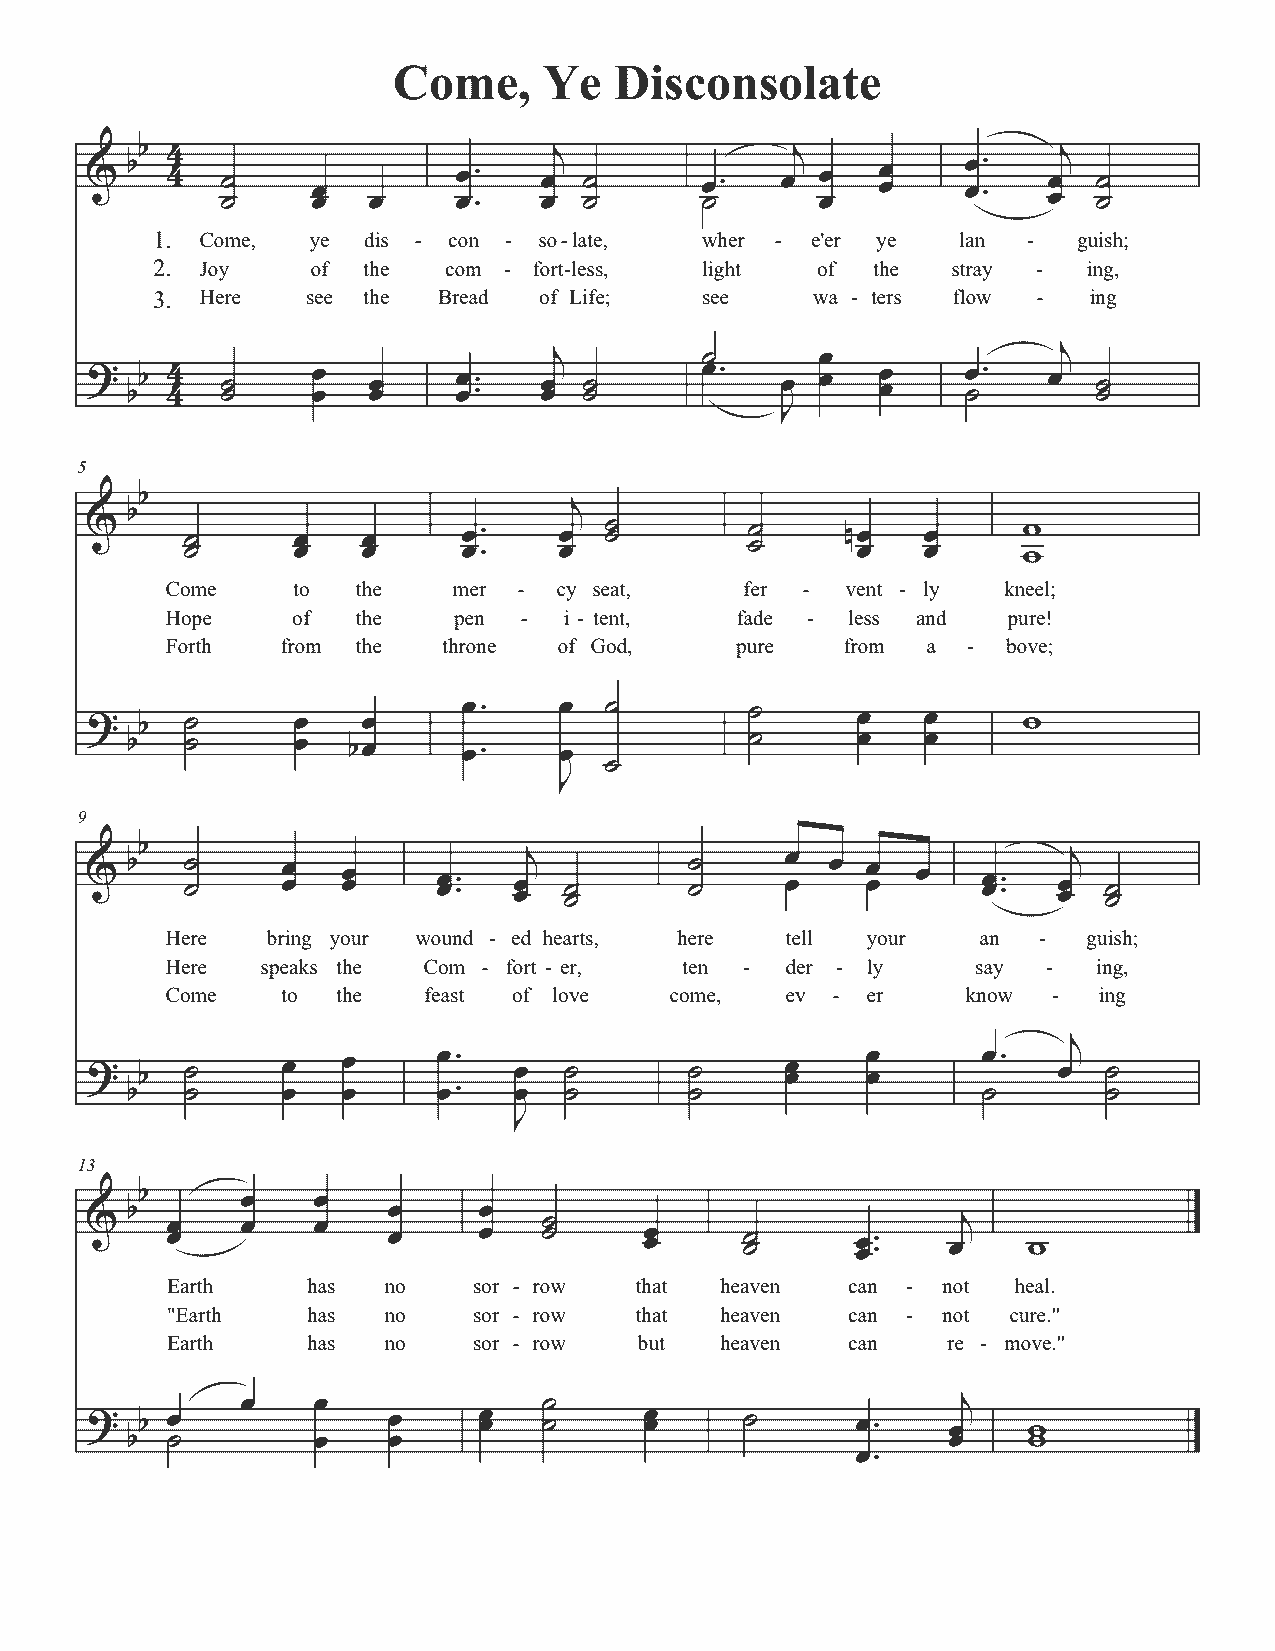 Come, Ye Disconsolate
1. Come, ye dis - con - so - late, wher - e'er ye lan - guish;
2. Joy of the com - fort-less, light of the stray - ing,
3. Here see the Bread of Life; see wa - ters flow - ing
5
Come to the mer - cy seat, fer - vent - ly kneel;
Hope of the pen - i - tent, fade - less and pure!
Forth from the throne of God, pure from a - bove;
9
Here bring your wound - ed hearts, here tell your an - guish;
Here speaks the Com - fort - er, ten - der - ly say - ing,
Come to the feast of love come, ev - er know - ing
13
Earth has no sor - row that heaven can - not heal.
"Earth has no sor - row that heaven can - not cure."
Earth has no sor - row but heaven can re - move."